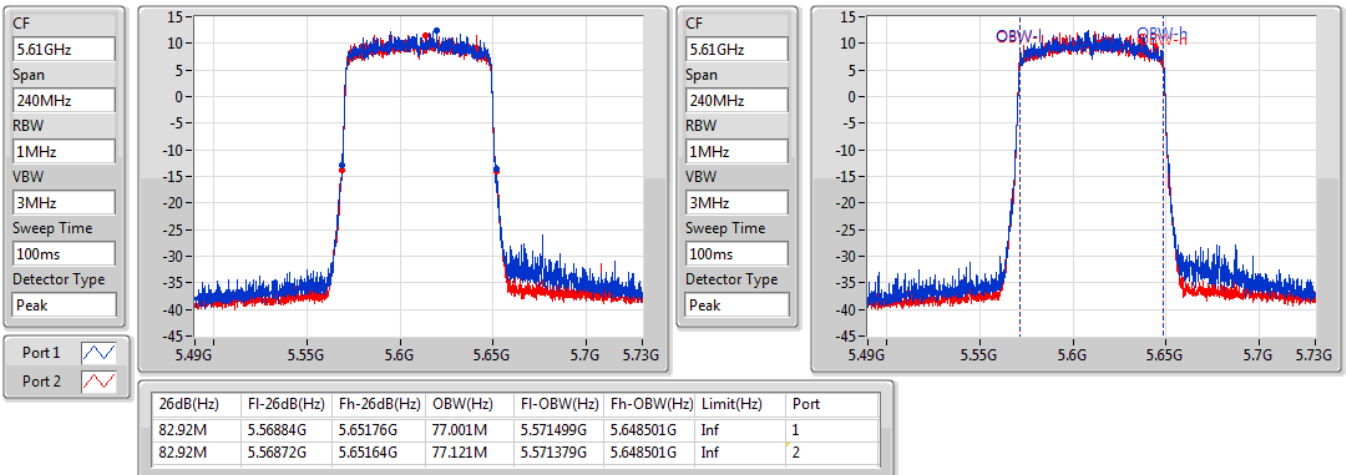 CF
5.61GHz
Span
240MHz
RBW
1MHz
VBW
3MHz
Sweep Time
100ms
Detector Type
Peak
Port 1
Port 2
15
10
5
0
-5
-10
-15
-20
-25
-30
-35
-40
-45
5.49G 5.55G 5.6G 5.65G 5.7G 5.73G
CF
5.61GHz
Span
240MHz
RBW
1MHz
VBW
3MHz
Sweep Time
100ms
Detector Type
Peak
15
10
5
0
-5
-10
-15
-20
-25
-30
-35
-40
-45
OBW-l OBW-h
5.49G 5.55G 5.6G 5.65G 5.7G 5.73G
26dB(Hz) Fl-26dB(Hz) Fh-26dB(Hz) OBW(Hz) Fl-OBW(Hz) Fh-OBW(Hz) Limit(Hz) Port
82.92M 5.56884G 5.65176G 77.001M 5.571499G 5.648501G Inf 1
82.92M 5.56872G 5.65164G 77.121M 5.571379G 5.648501G Inf 2